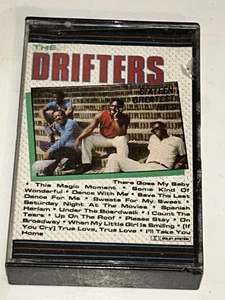 THE
DRIFTERS
SIXTEEN
GREATEST
There Goes My Baby
• This Magic Moment • Some Kind Of
Wonderful • Dance With Me • Save The Last
Dance For Me • Sweets For My Sweet •
Saturday Night At The Movies • Spanish
Harlem • Under The Boardwalk • I Count The
Tears • Up On The Roof • Please Stay • On
Broadway • When My Little Girl Is Smiling • (If
You Cry) True Love, True Love • I'll Take You
Home
DOLBY SYSTEM